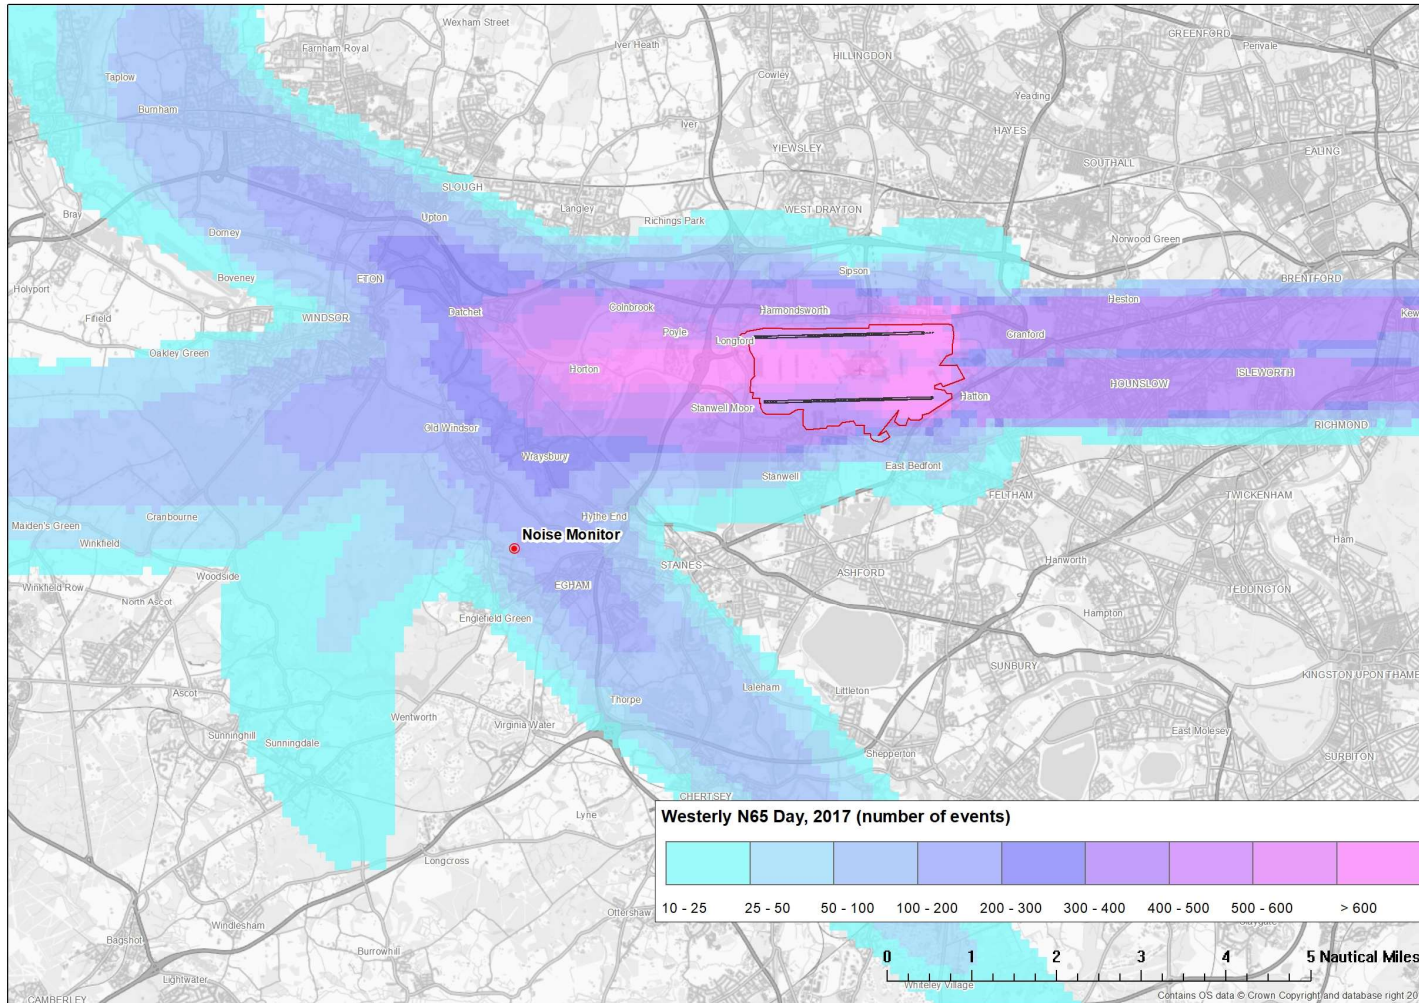 Wexham Street
GREENFORD
Farnham Royal
Iver Heath
HILLINGDON
Perivale
Taplow
Cowley
Yeading
Burnham
Iver
HAYES
YIEWSLEY
EALING
SOUTHALL
SLOUGH
Langley
WEST DRAYTON
Bray
Upton
Richings Park
Dorney
Norwood Green
Sipson
Boveney
ETON
BRENTFORD
Holyport
Heston
Fifield
WINDSOR
Datchet
Colnbrook
Harmondsworth
Kew
Poyle
Cranford
Longford
Oakley Green
Horton
HOUNSLOW
ISLEWORTH
Hatton
Stanwell Moor
Old Windsor
RICHMOND
Wraysbury
East Bedfont
Stanwell
FELTHAM
TWICKENHAM
Cranbourne
Hythe End
Maiden's Green
Noise Monitor
Ham
Winkfield
Hanworth
STAINES
ASHFORD
Woodside
Winkfield Row
EGHAM
TEDDINGTON
North Ascot
Hampton
Englefield Green
SUNBURY
KINGSTON UPON THAME
Ascot
Laleham
Littleton
Thorpe
Wentworth
Virginia Water
Sunninghill
East Molesey
Sunningdale
Shepperton
SURBITON
CHERTSEY
Lyne
Westerly N65 Day, 2017 (number of events)
Longcross
10 - 25 25 - 50 50 - 100 100 - 200 200 - 300 300 - 400 400 - 500 500 - 600 > 600
Ottershaw
Windlesham
Bagshot
Burrowhill
0 1 2 3 4 5 Nautical Miles
Lightwater
Whiteley Village
CAMBERLEY
Contains OS data © Crown Copyright and database right 20